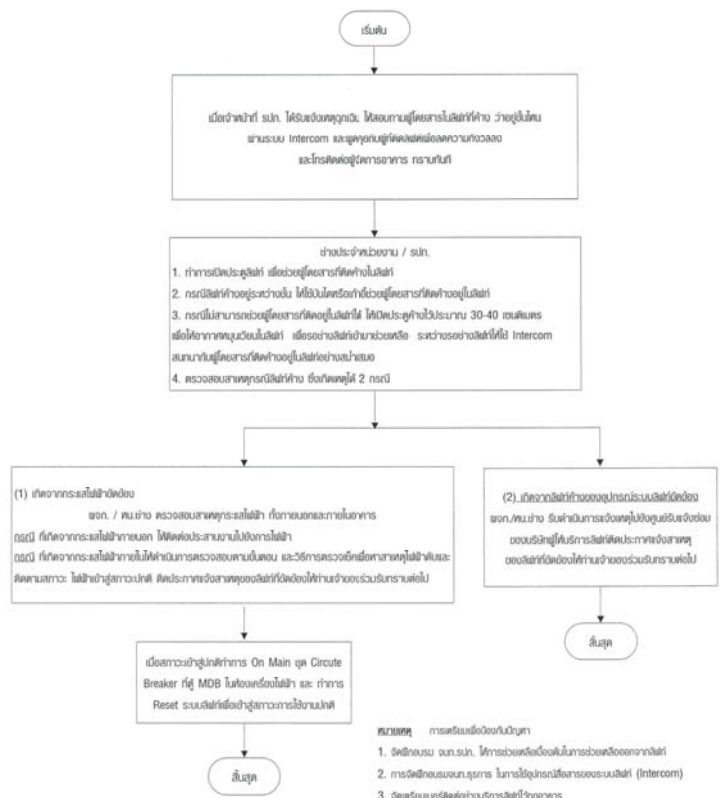 เริ่มต้น
เมื่อเจ้าหน้าที่ รปภ. ได้รับแจ้งเหตุฉุกเฉิน ให้สอบถามผู้โดยสารในลิฟท์ที่ค้าง ว่าอยู่ชั้นไหน
ผ่านระบบ Intercom และพูดคุยกับผู้ที่ติดลิฟต์เพื่อลดความกังวลลง
และโทรติดต่อผู้จัดการอาคาร ทราบทันที
ช่างประจำหน่วยงาน / รปภ.
1. ทำการเปิดประตูลิฟท์ เพื่อช่วยผู้โดยสารที่ติดค้างในลิฟท์
2. กรณีลิฟท์ค้างอยู่ระหว่างชั้น ให้ใช้บันไดหรือเก้าอี้ช่วยผู้โดยสารที่ติดค้างอยู่ในลิฟท์
3. กรณีไม่สามารถช่วยผู้โดยสารที่ติดอยู่ในลิฟท์ได้ ให้เปิดประตูค้างไว้ประมาณ 30-40 เซนติเมตร
เพื่อให้อากาศหมุนเวียนในลิฟท์ เพื่อรอช่างลิฟท์เข้ามาช่วยเหลือ ระหว่างรอช่างลิฟท์ให้ใช้ Intercom
สนทนากับผู้โดยสารที่ติดค้างอยู่ในลิฟท์อย่างสม่ำเสมอ
4. ตรวจสอบสาเหตุกรณีลิฟท์ค้าง ซึ่งเกิดเหตุได้ 2 กรณี
(1) เกิดจากกระแสไฟฟ้าขัดข้อง
ผจก. / หน.ช่าง ตรวจสอบสาเหตุกระแสไฟฟ้า ทั้งภายนอกและภายในอาคาร
กรณี ที่เกิดจากกระแสไฟฟ้าภายนอก ให้ติดต่อประสานงานไปยังการไฟฟ้า
กรณี ที่เกิดจากกระแสไฟฟ้าภายในให้ดำเนินการตรวจสอบตามขั้นตอน และวิธีการตรวจเช็คเพื่อหาสาเหตุไฟฟ้าดับและ
ติดตามสภาวะ ไฟฟ้าเข้าสู่สภาวะปกติ ติดประกาศแจ้งสาเหตุของลิฟท์ที่ขัดข้องให้ท่านเจ้าของร่วมรับทราบต่อไป
(2) เกิดจากลิฟท์ค้างของอุปกรณ์ระบบลิฟท์ขัดข้อง
ผจก./หน.ช่าง รับดำเนินการแจ้งเหตุไปยังศูนย์รับแจ้งซ่อม
ของบริษัทผู้ให้บริการลิฟท์ติดประกาศแจ้งสาเหตุ
ของลิฟท์ที่ขัดข้องให้ท่านเจ้าของร่วมรับทราบต่อไป
สิ้นสุด
เมื่อสภาวะเข้าสู่ปกติทำการ On Main ชุด Circute
Breaker ที่ตู้ MDB ในห้องเครื่องไฟฟ้า และ ทำการ
Reset ระบบลิฟท์เพื่อเข้าสู่สภาวะการใช้งานปกติ
สิ้นสุด
หมายเหตุ การเตรียมเพื่อป้องกันปัญหา
1. จัดฝึกอบรม จนท.รปภ. ให้การช่วยเหลือเบื้องต้นในการช่วยเหลือออกจากลิฟท์
2. การจัดฝึกอบรมจนท.ธุรการ ในการใช้อุปกรณ์สื่อสารของระบบลิฟท์ (Intercom)
3. จัดเตรียมเบอร์ติดต่อช่างบริการลิฟท์ไว้ทุกอาคาร